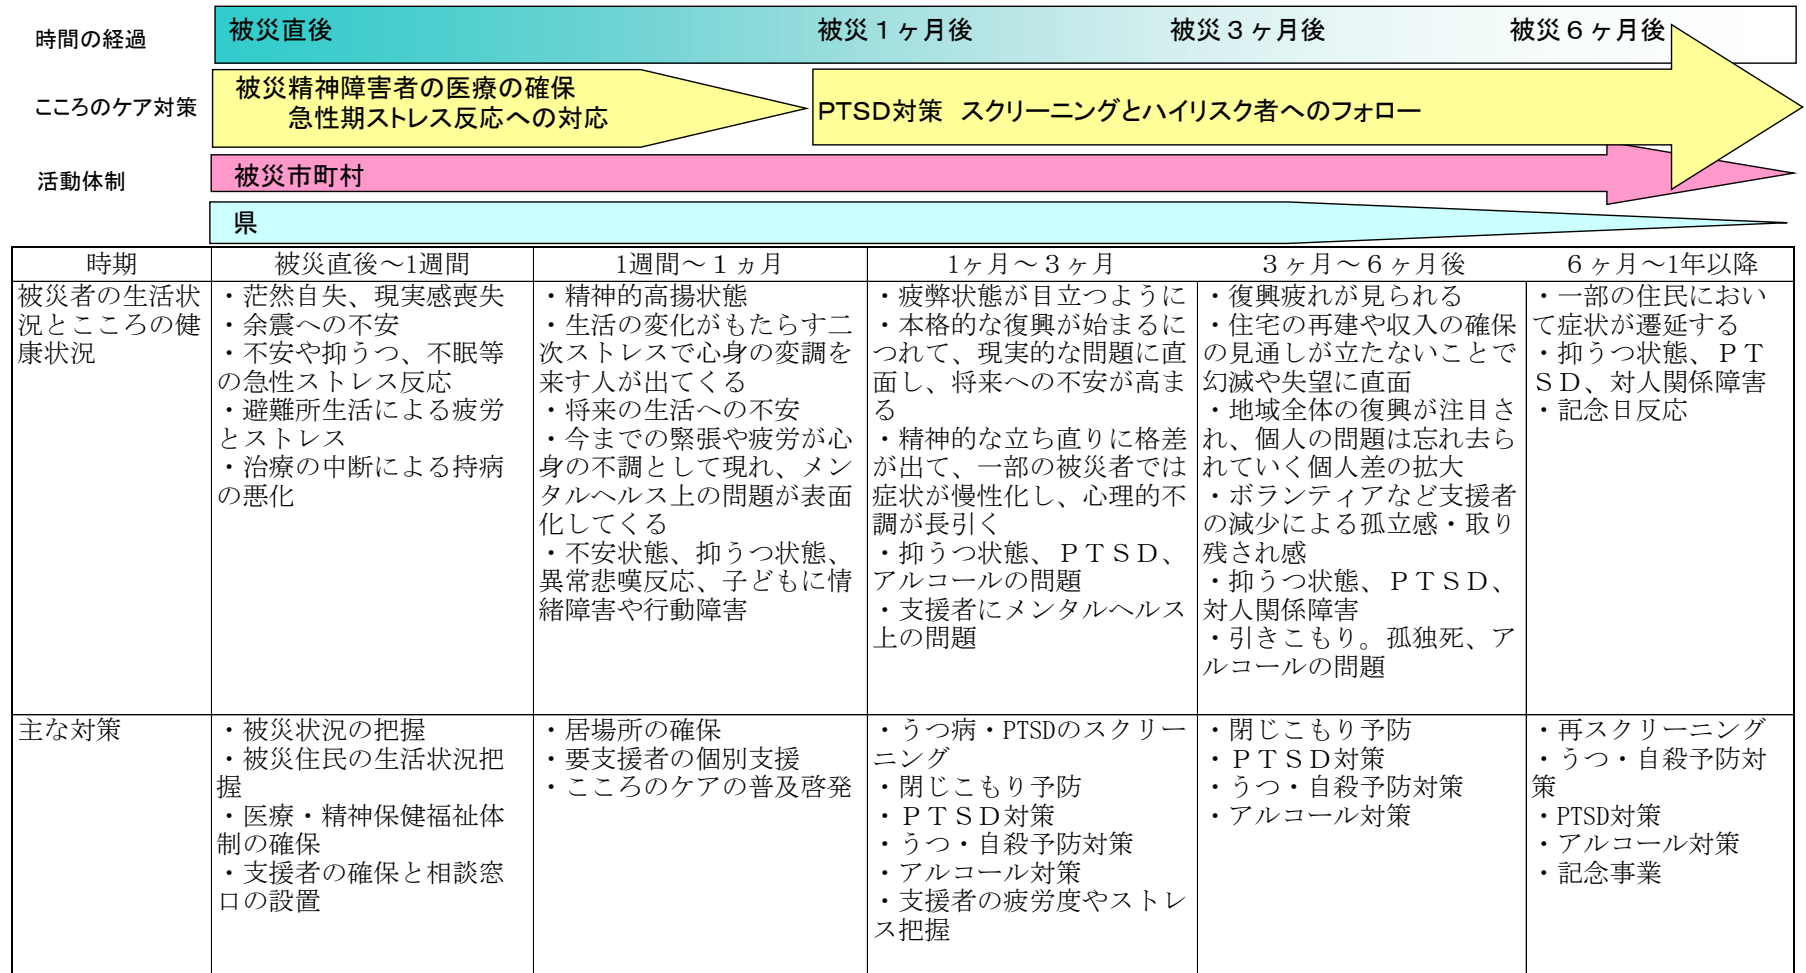 時間の経過
被災直後
被災１ヶ月後
被災３ヶ月後
被災６ヶ月後
こころのケア対策
被災精神障害者の医療の確保
急性期ストレス反応への対応
PTSD対策　スクリーニングとハイリスク者へのフォロー
活動体制
被災市町村
県
時期
被災直後～1週間
1週間～１ヵ月
1ヶ月～３ヶ月
３ヶ月～６ヶ月後
６ヶ月～1年以降
被災者の生活状
況とこころの健
康状況
・茫然自失、現実感喪失
・余震への不安
・不安や抑うつ、不眠等
の急性ストレス反応
・避難所生活による疲労
とストレス
・治療の中断による持病
の悪化
・精神的高揚状態
・生活の変化がもたらす二
次ストレスで心身の変調を
来す人が出てくる
・将来の生活への不安
・今までの緊張や疲労が心
身の不調として現れ、メン
タルヘルス上の問題が表面
化してくる
・不安状態、抑うつ状態、
異常悲嘆反応、子どもに情
緒障害や行動障害
・疲弊状態が目立つように
・本格的な復興が始まるに
つれて、現実的な問題に直
面し、将来への不安が高ま
る
・精神的な立ち直りに格差
が出て、一部の被災者では
症状が慢性化し、心理的不
調が長引く
・抑うつ状態、ＰＴＳＤ、
アルコールの問題
・支援者にメンタルヘルス
上の問題
・復興疲れが見られる
・住宅の再建や収入の確保
の見通しが立たないことで
幻滅や失望に直面
・地域全体の復興が注目さ
れ、個人の問題は忘れ去ら
れていく個人差の拡大
・ボランティアなど支援者
の減少による孤立感・取り
残され感
・抑うつ状態、ＰＴＳＤ、
対人関係障害
・引きこもり。孤独死、ア
ルコールの問題
・一部の住民におい
て症状が遷延する
・抑うつ状態、ＰＴ
ＳＤ、対人関係障害
・記念日反応
主な対策
・被災状況の把握
・被災住民の生活状況把
握
・医療・精神保健福祉体
制の確保
・支援者の確保と相談窓
口の設置
・居場所の確保
・要支援者の個別支援
・こころのケアの普及啓発
・うつ病・PTSDのスクリー
ニング
・閉じこもり予防
・ＰＴＳＤ対策
・うつ・自殺予防対策
・アルコール対策
・支援者の疲労度やストレ
ス把握
・閉じこもり予防
・ＰＴＳＤ対策
・うつ・自殺予防対策
・アルコール対策
・再スクリーニング
・うつ・自殺予防対
策
・PTSD対策
・アルコール対策
・記念事業